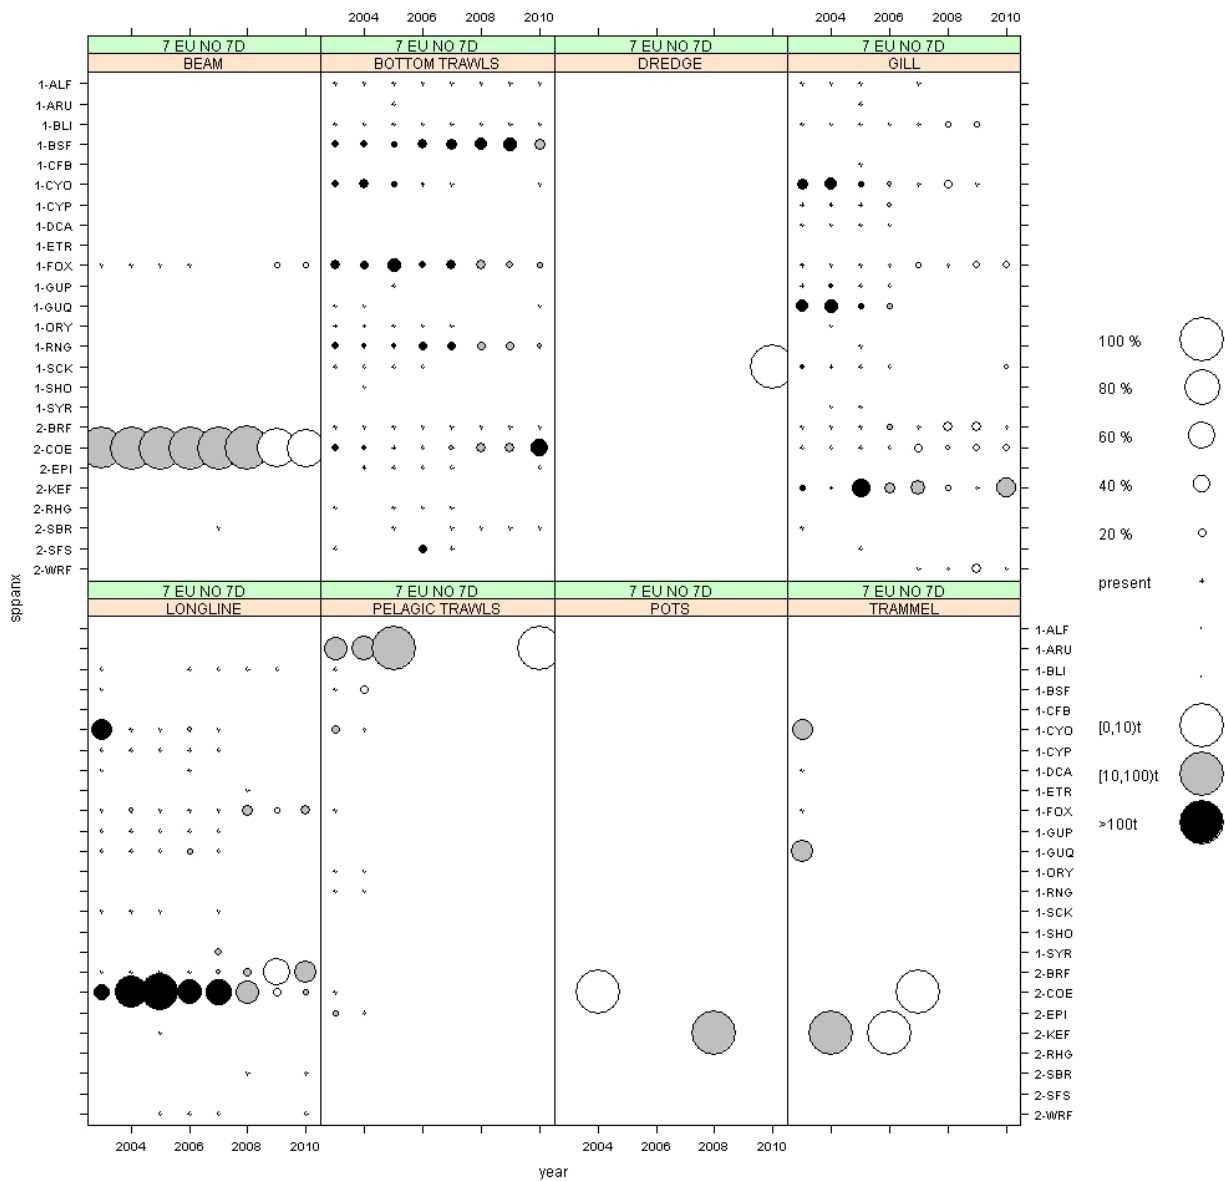 2004 2006 2008 2010 2004 2006 2008 2010
7 EU NO 7D 7 EU NO 7D 7 EU NO 7D 7 EU NO 7D
BEAM BOTTOM TRAWLS DREDGE GILL
1-ALF
1-ARU
1-BLI
1-BSF
1-CFB
1-CYO
1-CYP
1-DCA
1-ETR
1-FOX
1-GUP
1-GUQ
1-ORY
1-RNG
1-SCK
1-SHO
1-SYR
2-BRF
2-COE
2-EPI
2-KEF
2-RHG
2-SBR
2-SFS
2-WRF
sppanx
7 EU NO 7D 7 EU NO 7D 7 EU NO 7D 7 EU NO 7D
LONGLINE PELAGIC TRAWLS POTS TRAMMEL
1-ALF
1-ARU
1-BLI
1-BSF
1-CFB
1-CYO
1-CYP
1-DCA
1-ETR
1-FOX
1-GUP
1-GUQ
1-ORY
1-RNG
1-SCK
1-SHO
1-SYR
2-BRF
2-COE
2-EPI
2-KEF
2-RHG
2-SBR
2-SFS
2-WRF
2004 2006 2008 2010 2004 2006 2008 2010
year
100 %
80 %
60 %
40 %
20 %
present
[0,10)t
[10,100)t
>100t